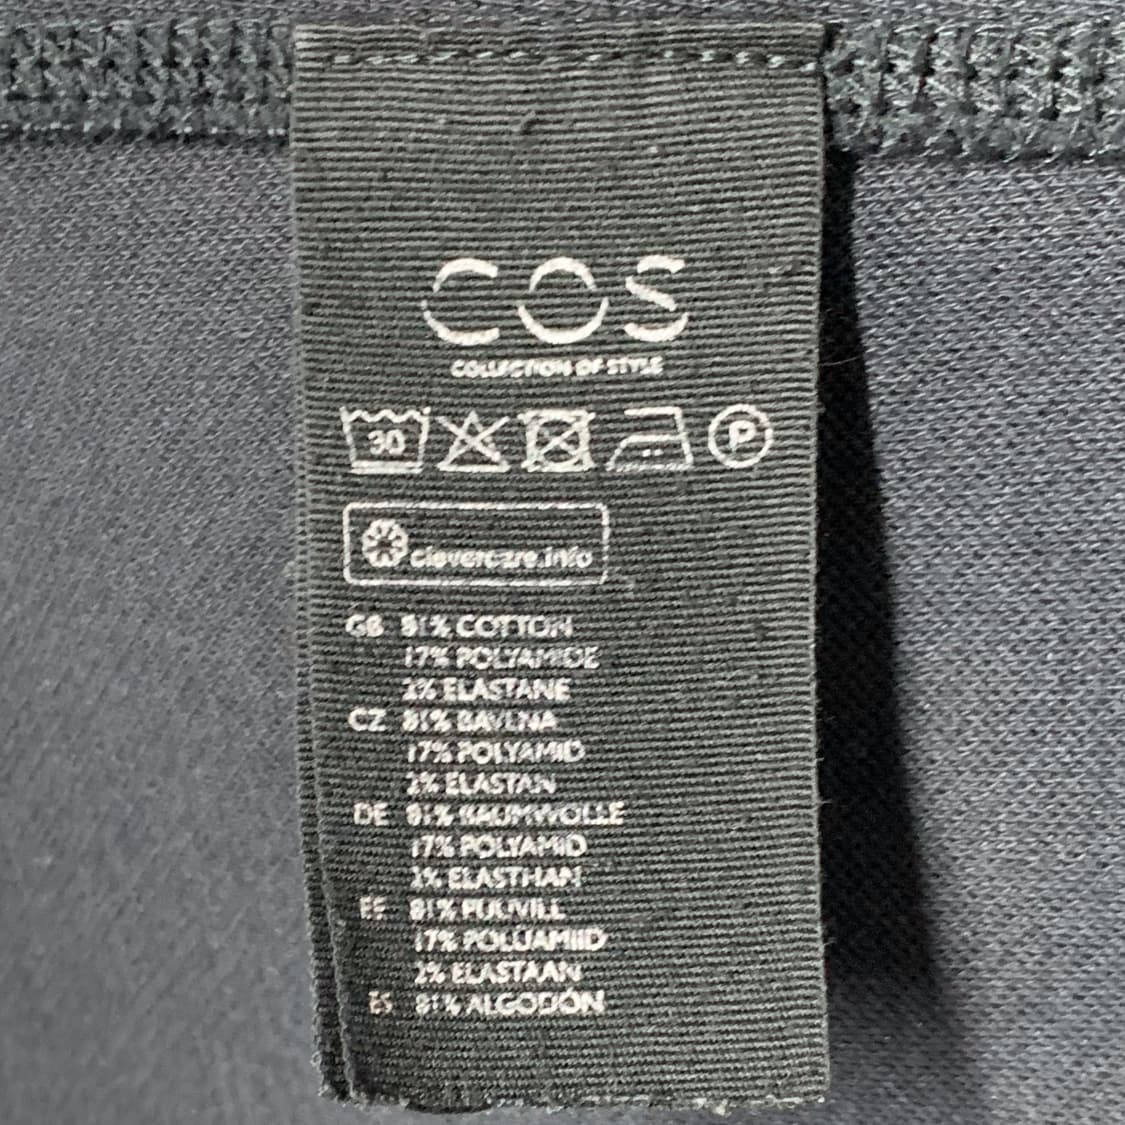 COS
COLLECTION OF STYLE
30
P
clevercare.info
GB 81% COTTON
17% POLYAMIDE
2% ELASTANE
CZ 81% BAVLNA
17% POLYAMID
2% ELASTAN
DE 81% BAUMWOLLE
17% POLYAMID
2% ELASTHAN
EE 81% PUUVILL
17% POLUAMIID
2% ELASTAAN
ES 81% ALGODÓN